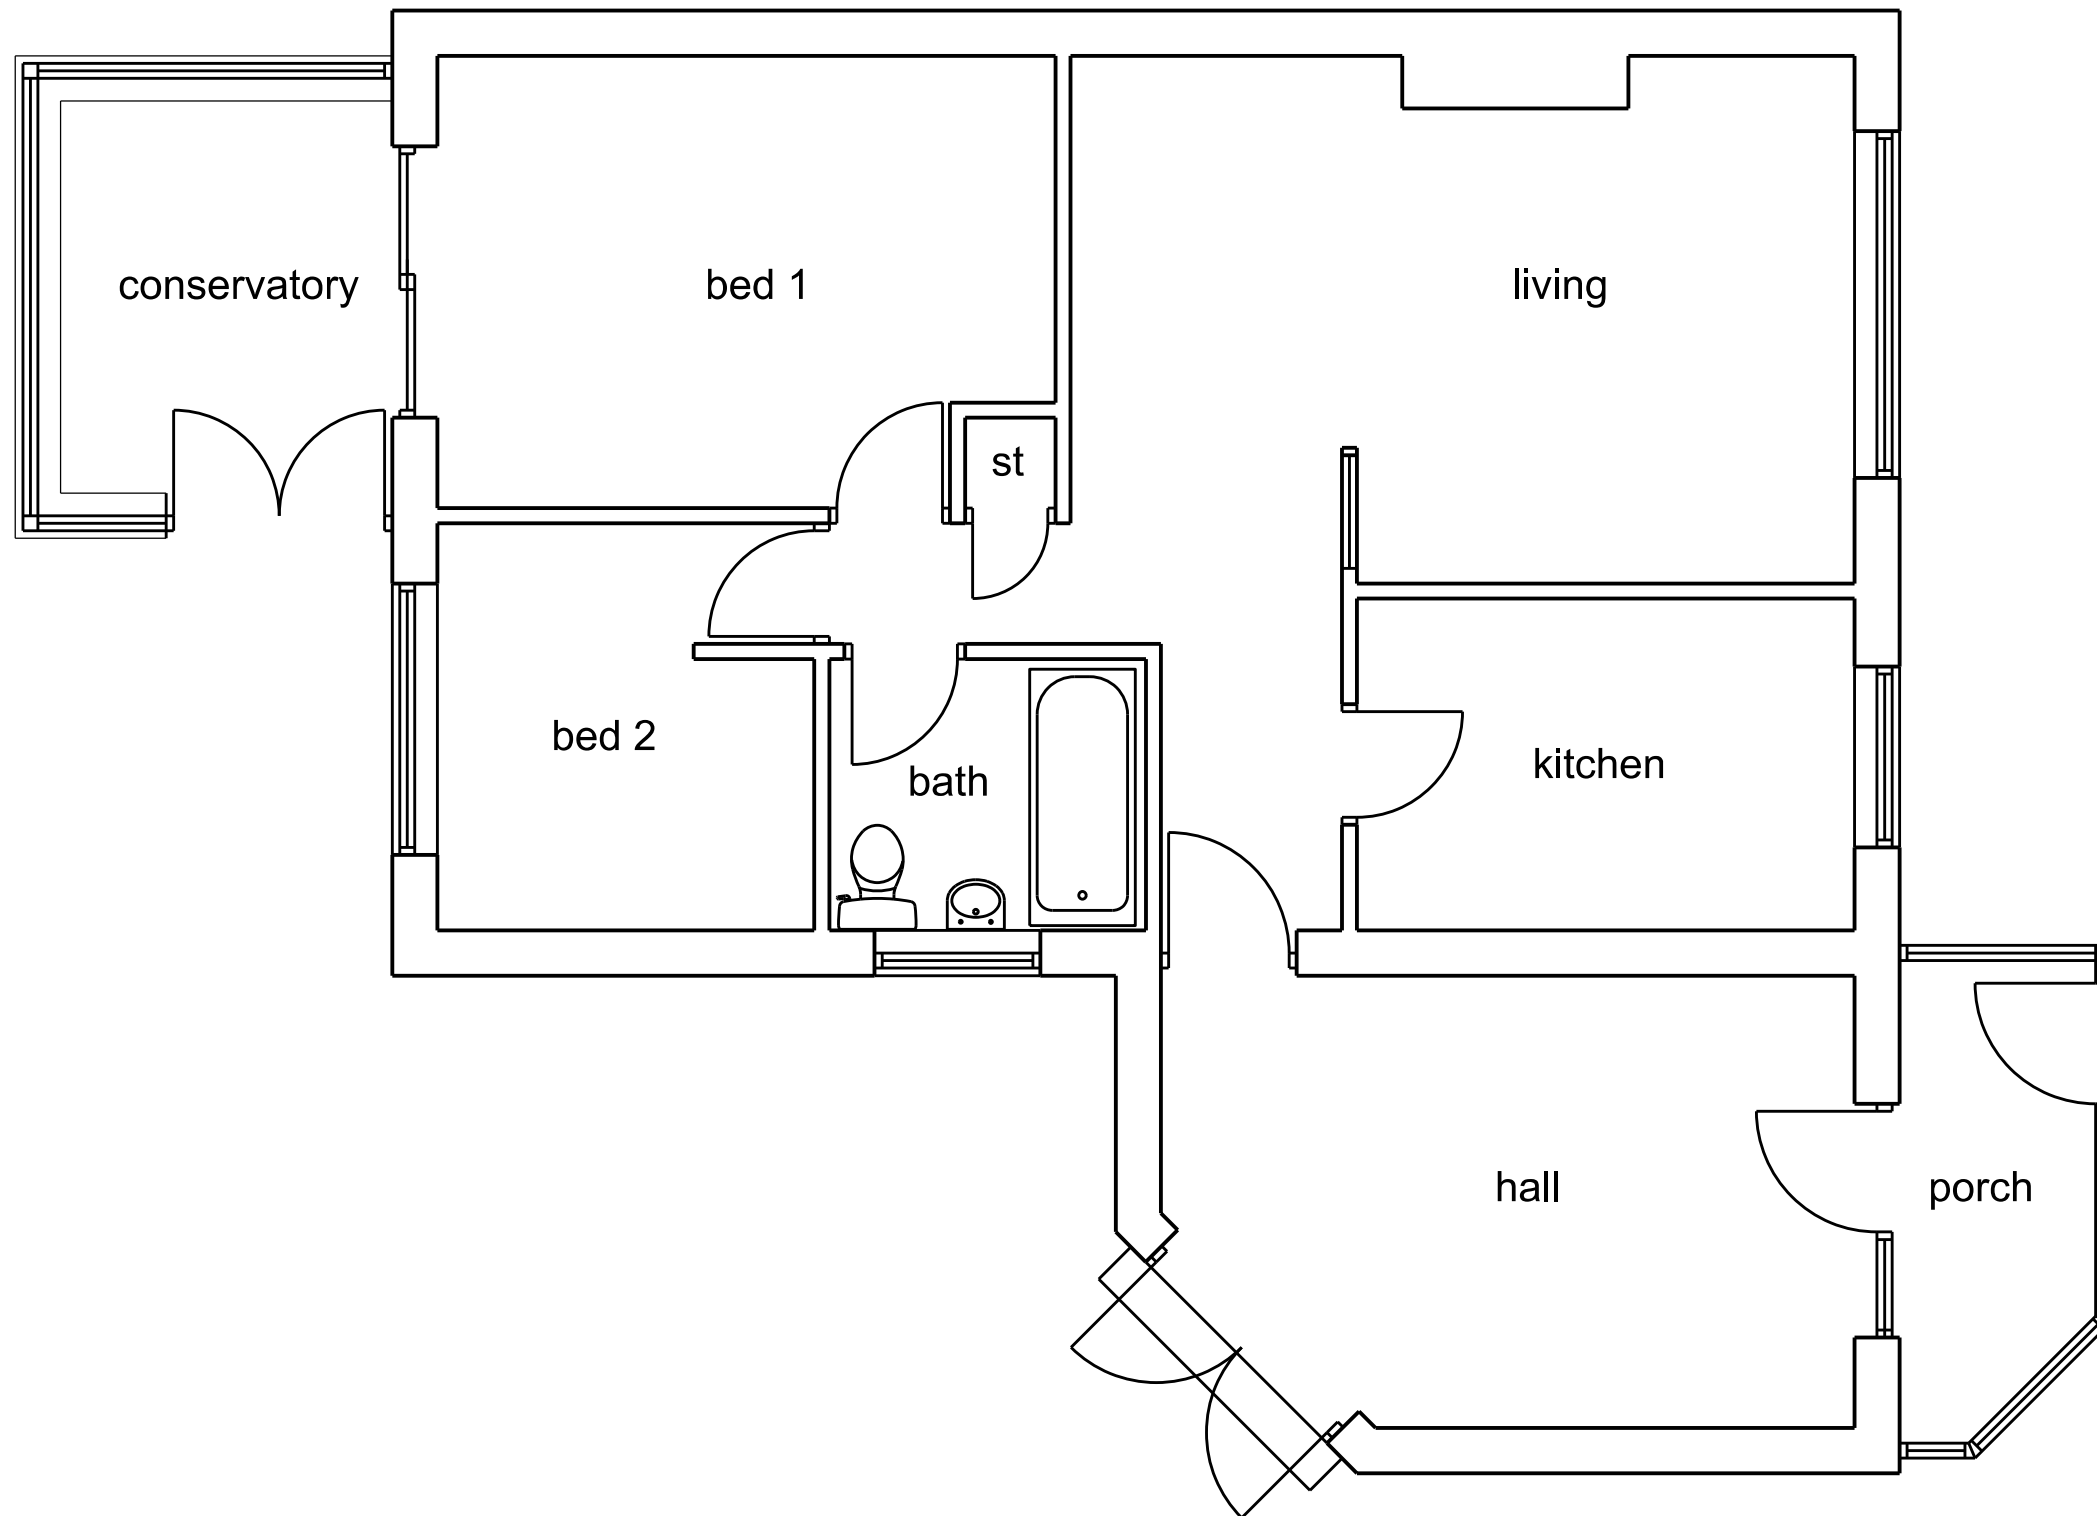 conservatory
bed 1
living
st
bed 2
bath
kitchen
hall
porch